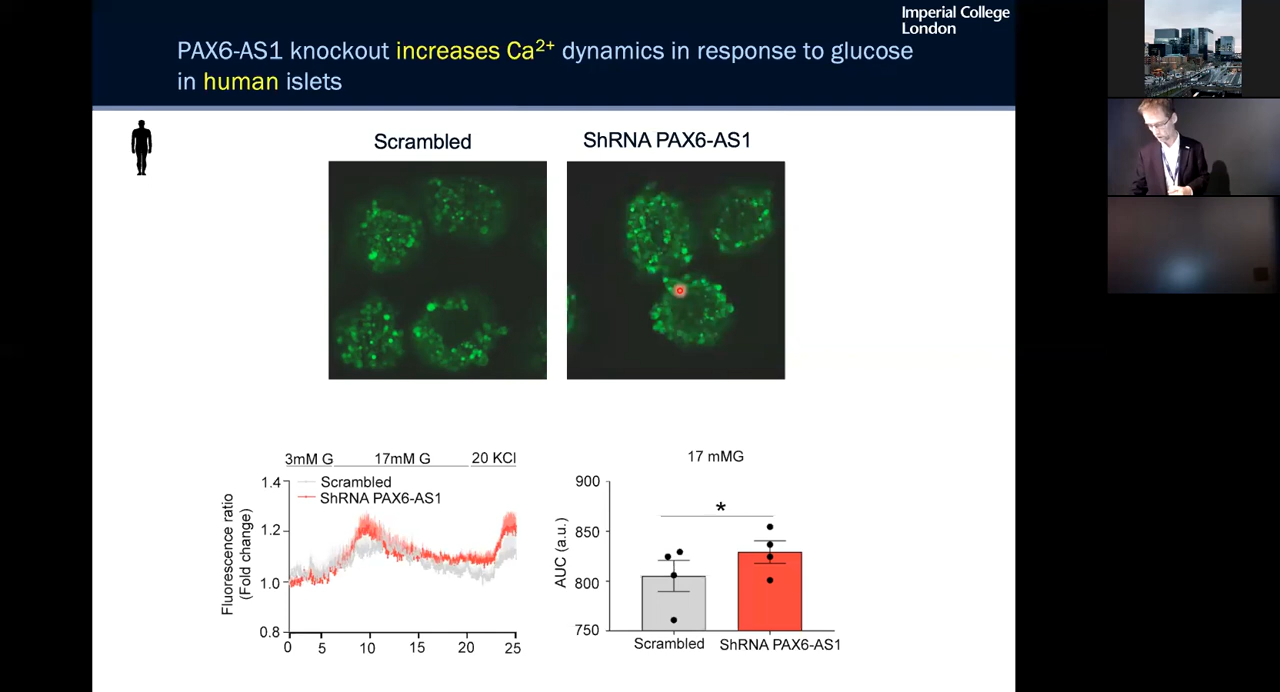 Imperial College
London
PAX6-AS1 knockout increases Ca²⁺ dynamics in response to glucose
in human islets
Scrambled
ShRNA PAX6-AS1
3mM G
17mM G
20 KCl
Scrambled
ShRNA PAX6-AS1
Fluorescence ratio
(Fold change)
1.4
1.2
1.0
0.8
0 5 10 15 20 25
17 mMG
*
AUC (a.u.)
900
850
800
750
Scrambled ShRNA PAX6-AS1